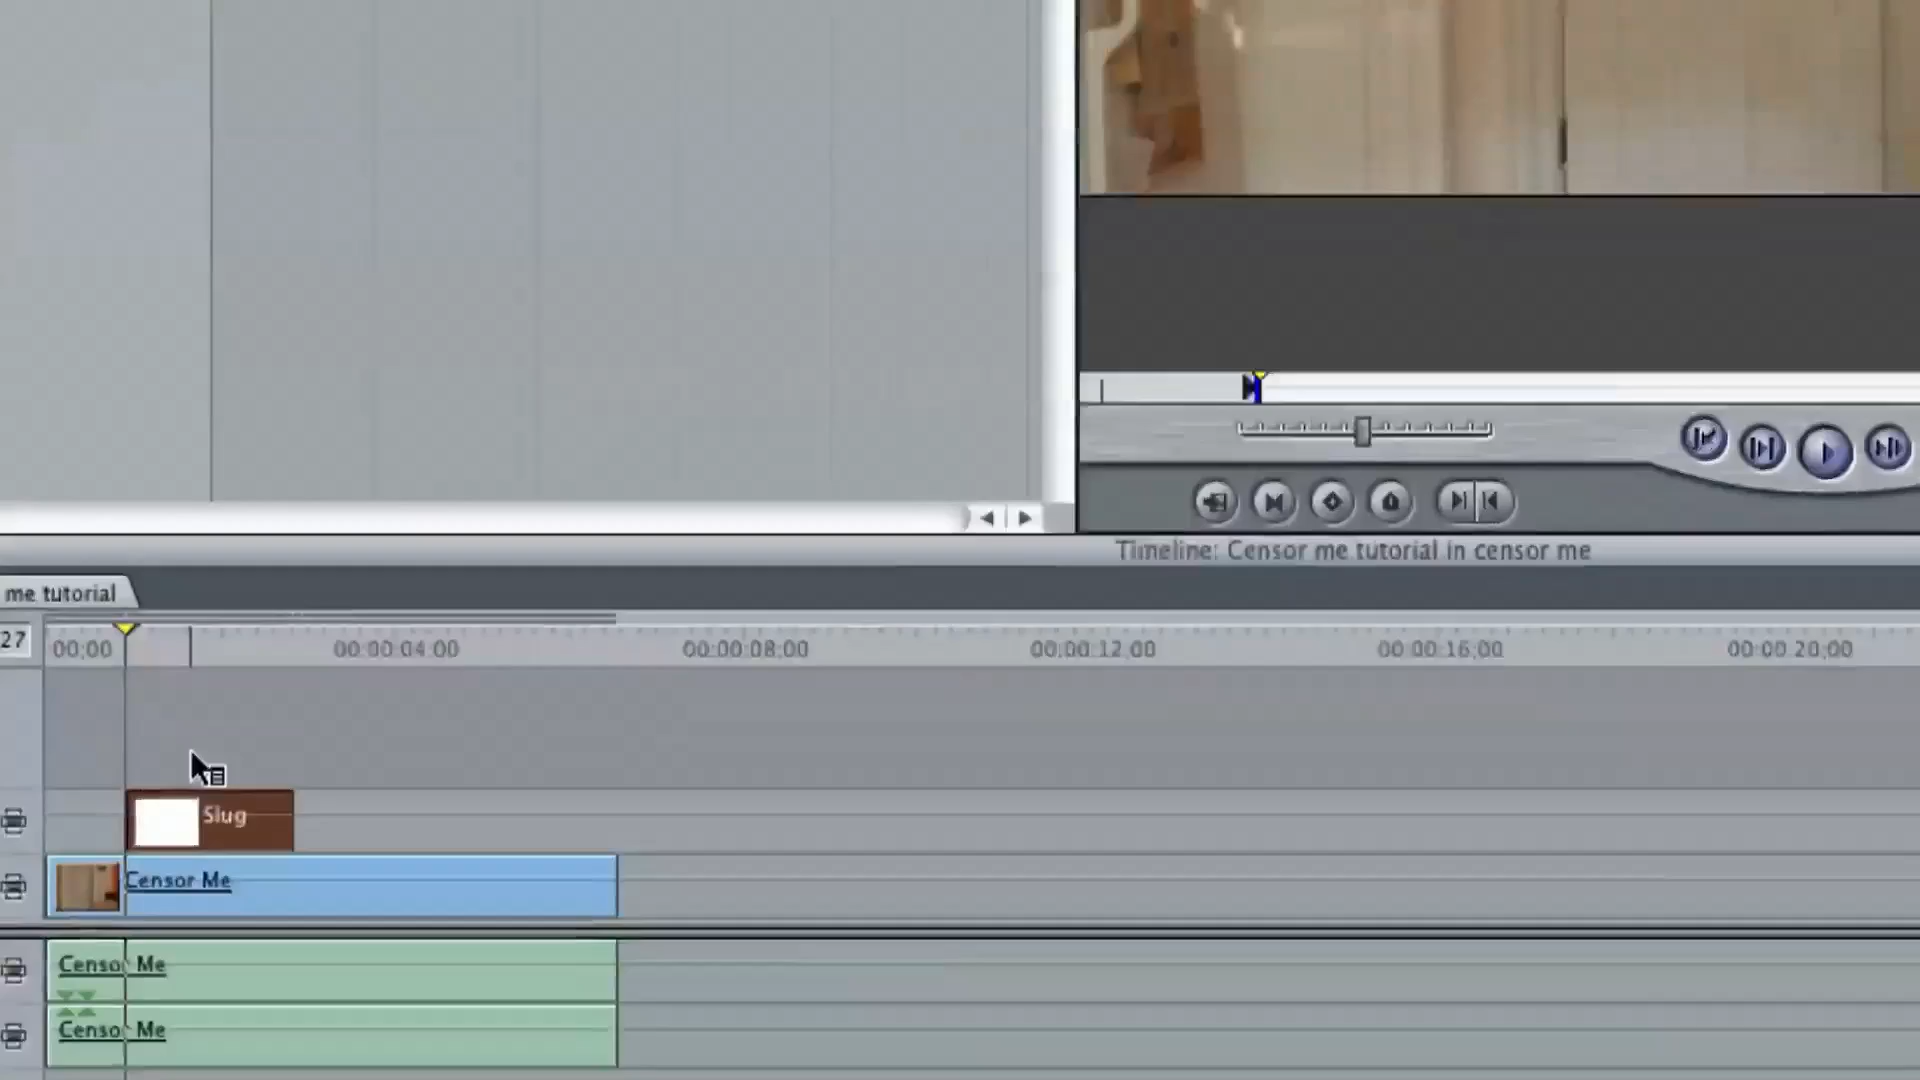 Timeline: Censor me tutorial in censor me
me tutorial
27
00;00 00:00:04;00 00:00:08;00 00:00:12;00 00:00:16;00 00:00:20;00
Slug
Censor Me
Censor Me
Censor Me